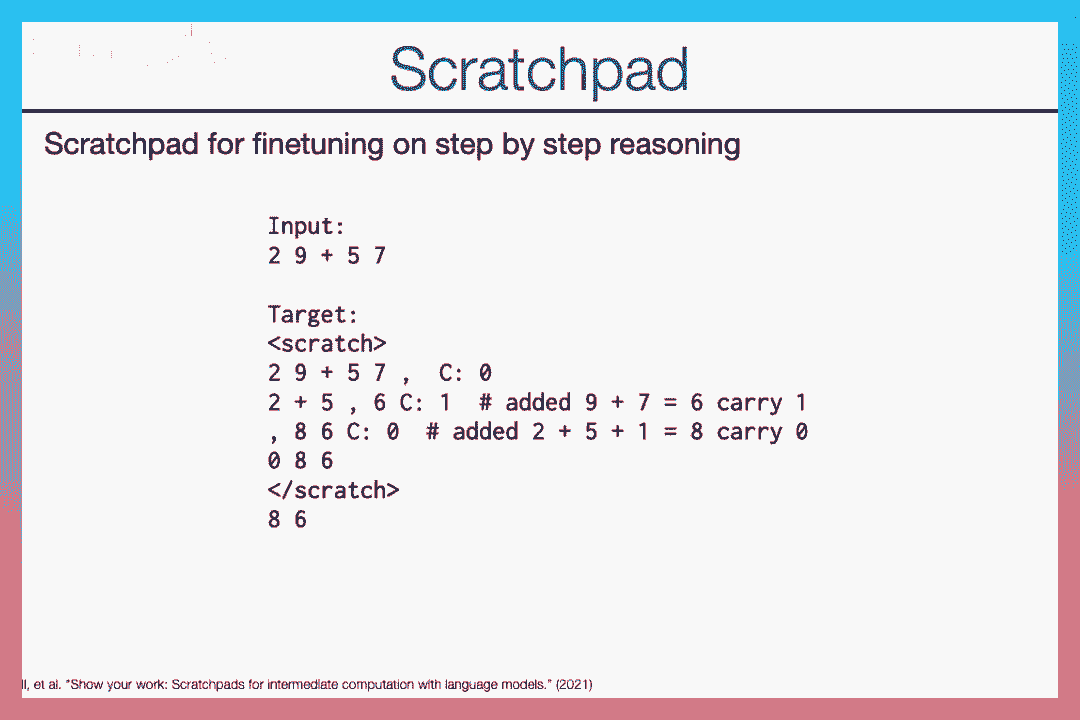 Scratchpad
Scratchpad for finetuning on step by step reasoning
Input:
2 9 + 5 7
Target:
<scratch>
2 9 + 5 7 , C: 0
2 + 5 , 6 C: 1 # added 9 + 7 = 6 carry 1
, 8 6 C: 0 # added 2 + 5 + 1 = 8 carry 0
0 8 6
</scratch>
8 6
et al. "Show your work: Scratchpads for intermediate computation with language models." (2021)